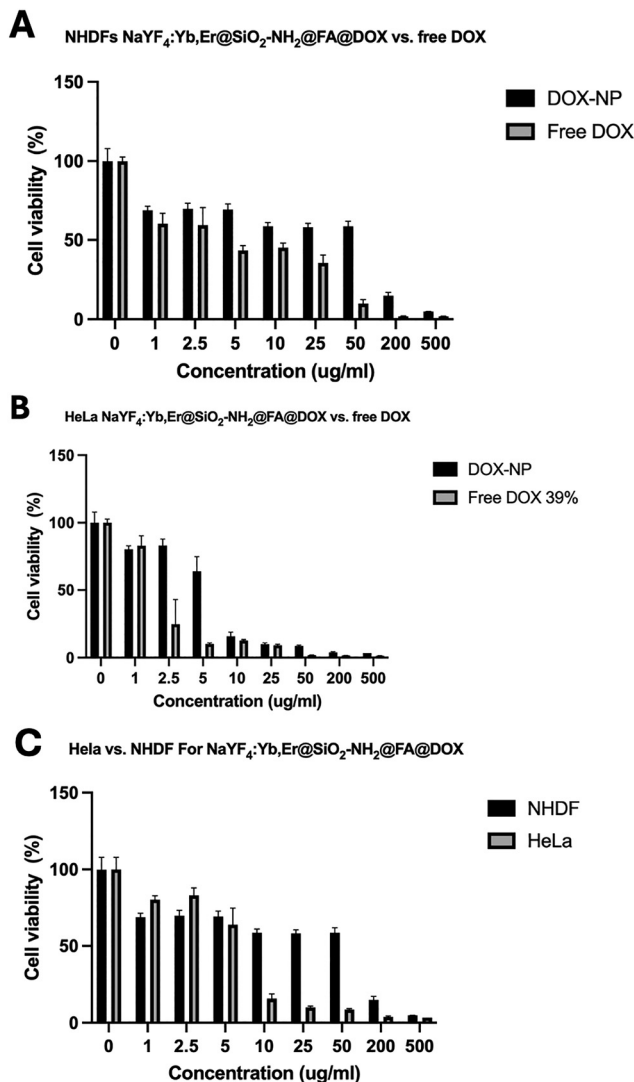 A
NHDFs NaYF₄:Yb,Er@SiO₂-NH₂@FA@DOX vs. free DOX
150
100
50
0
Cell viability (%)
DOX-NP
Free DOX
0 1 2.5 5 10 25 50 200 500
Concentration (ug/ml)
B
HeLa NaYF₄:Yb,Er@SiO₂-NH₂@FA@DOX vs. free DOX
150
100
50
0
Cell viability (%)
DOX-NP
Free DOX 39%
0 1 2.5 5 10 25 50 200 500
Concentration (ug/ml)
C
Hela vs. NHDF For NaYF₄:Yb,Er@SiO₂-NH₂@FA@DOX
150
100
50
0
Cell viability (%)
NHDF
HeLa
0 1 2.5 5 10 25 50 200 500
Concentration (ug/ml)